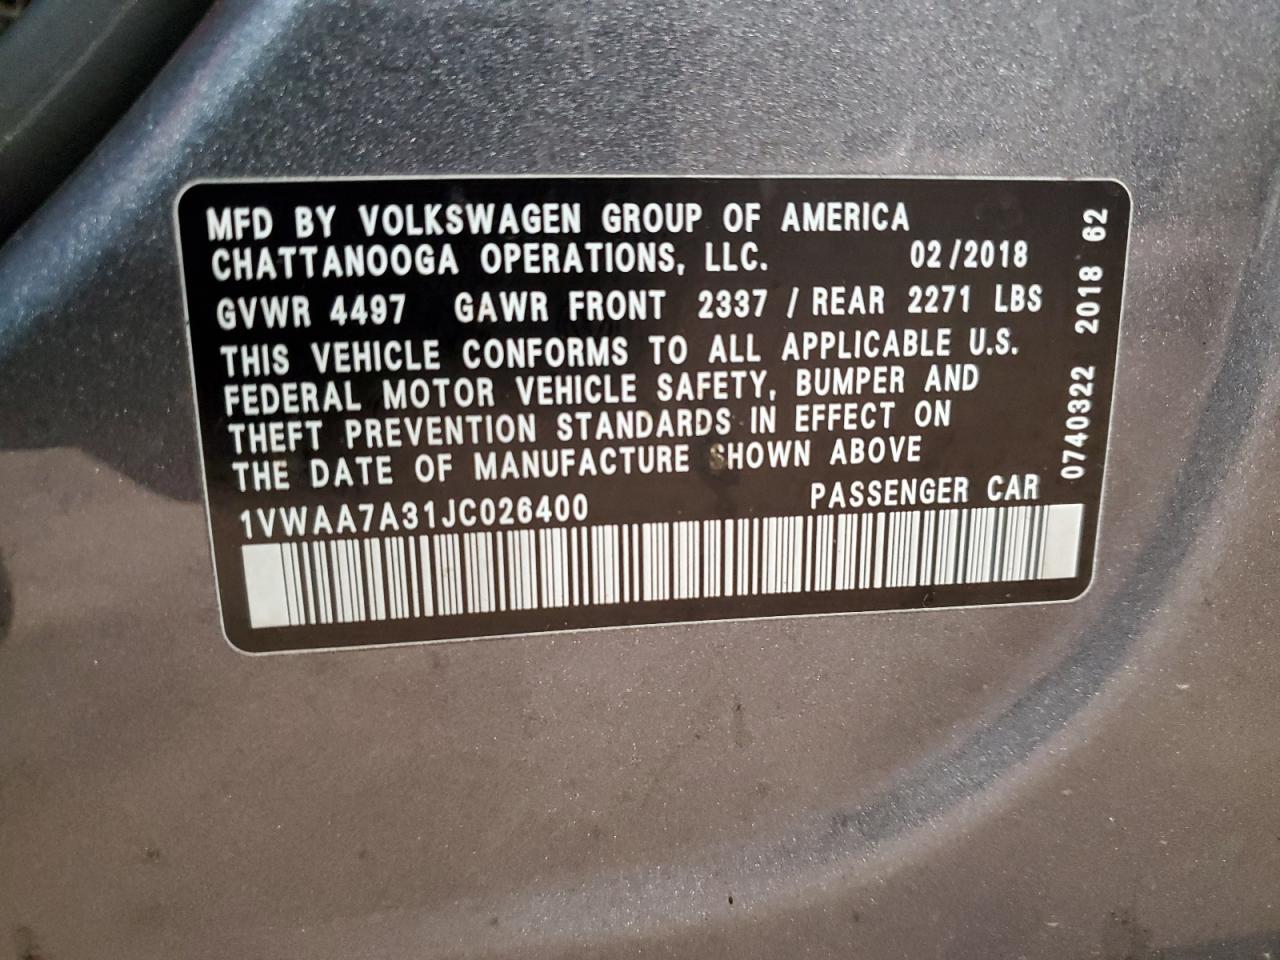 MFD BY VOLKSWAGEN GROUP OF AMERICA
CHATTANOOGA OPERATIONS, LLC. 02/2018
GVWR 4497 GAWR FRONT 2337 / REAR 2271 LBS
THIS VEHICLE CONFORMS TO ALL APPLICABLE U.S.
FEDERAL MOTOR VEHICLE SAFETY, BUMPER AND
THEFT PREVENTION STANDARDS IN EFFECT ON
THE DATE OF MANUFACTURE SHOWN ABOVE
1VWAA7A31JC026400 PASSENGER CAR
0740322 2018 62